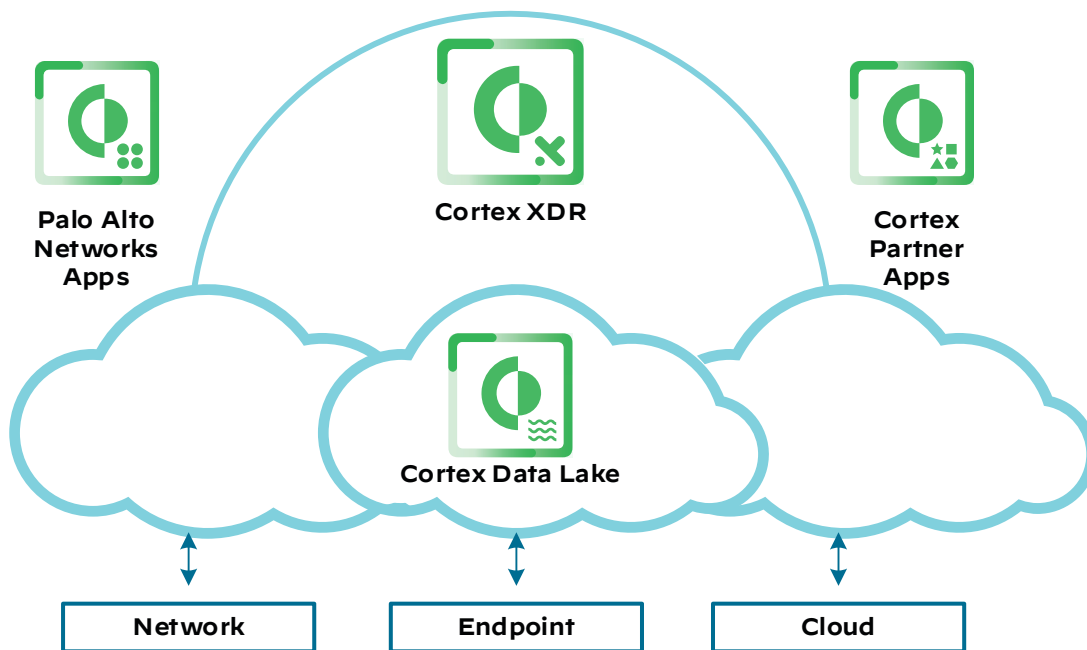 Palo Alto
Networks
Apps
Cortex XDR
Cortex
Partner
Apps
Cortex Data Lake
Network
Endpoint
Cloud